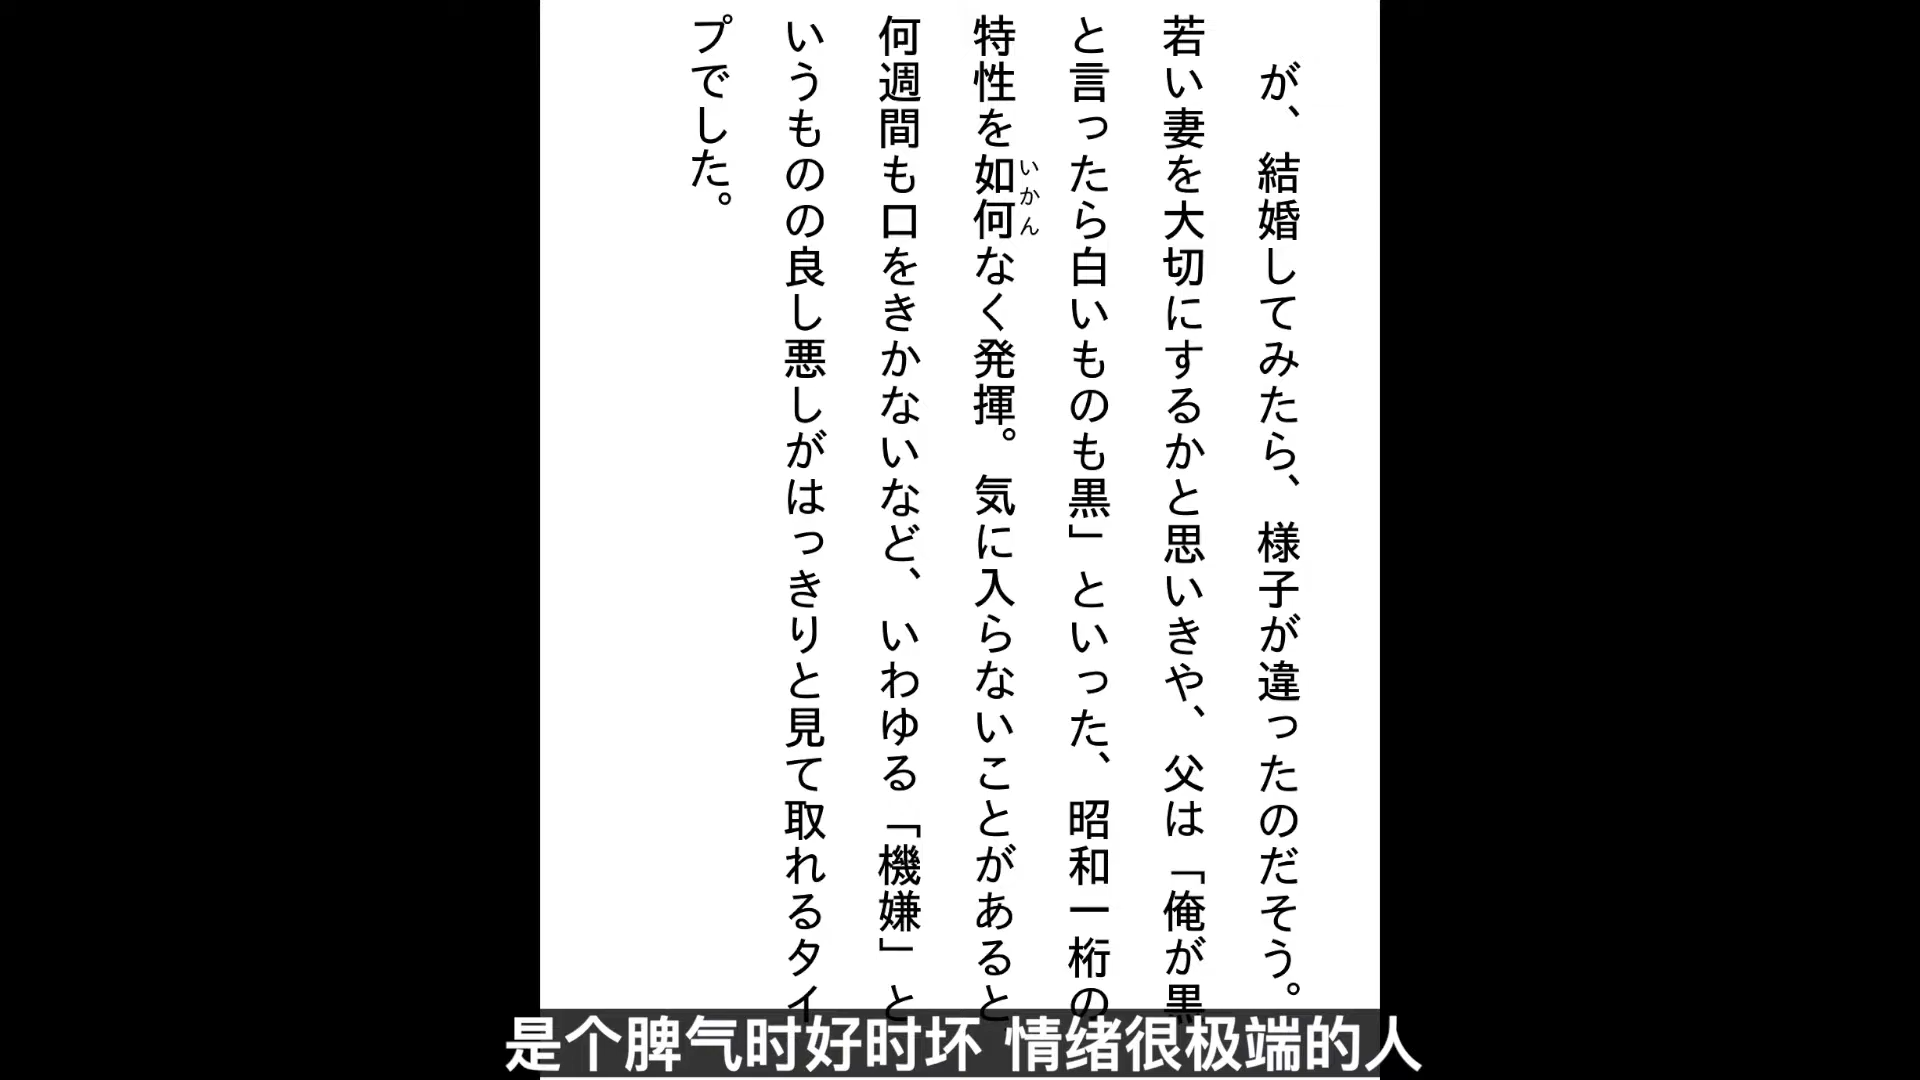 が、結婚してみたら、様子が違ったのだそう。
若い妻を大切にするかと思いきや、父は「俺が黒
と言ったら白いものも黒」といった、昭和一桁の
特性を如何なく発揮。気に入らないことがあると
いかん
何週間も口をきかないなど、いわゆる「機嫌」と
いうものの良し悪しがはっきりと見て取れるタイ
プでした。
是个脾气时好时坏 情绪很极端的人